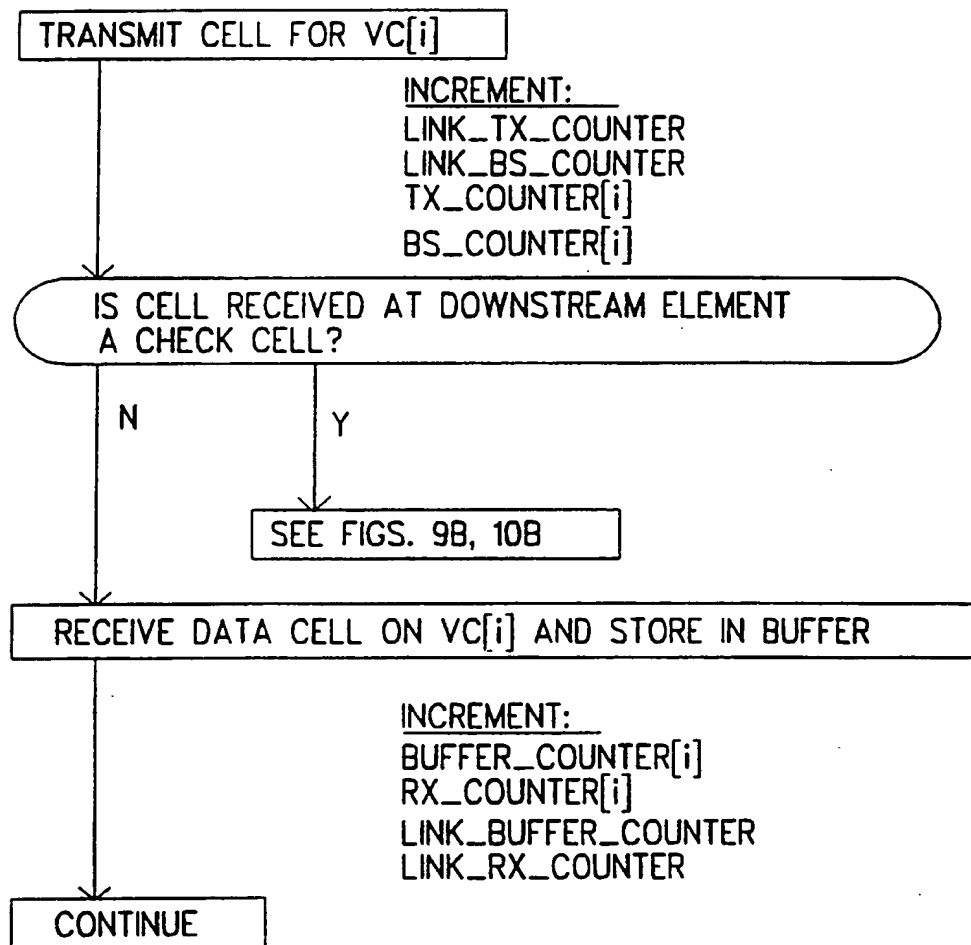 TRANSMIT CELL FOR VC[i]
INCREMENT:
LINK_TX_COUNTER
LINK_BS_COUNTER
TX_COUNTER[i]
BS_COUNTER[i]
IS CELL RECEIVED AT DOWNSTREAM ELEMENT
A CHECK CELL?
N
Y
SEE FIGS. 9B, 10B
RECEIVE DATA CELL ON VC[i] AND STORE IN BUFFER
INCREMENT:
BUFFER_COUNTER[i]
RX_COUNTER[i]
LINK_BUFFER_COUNTER
LINK_RX_COUNTER
CONTINUE